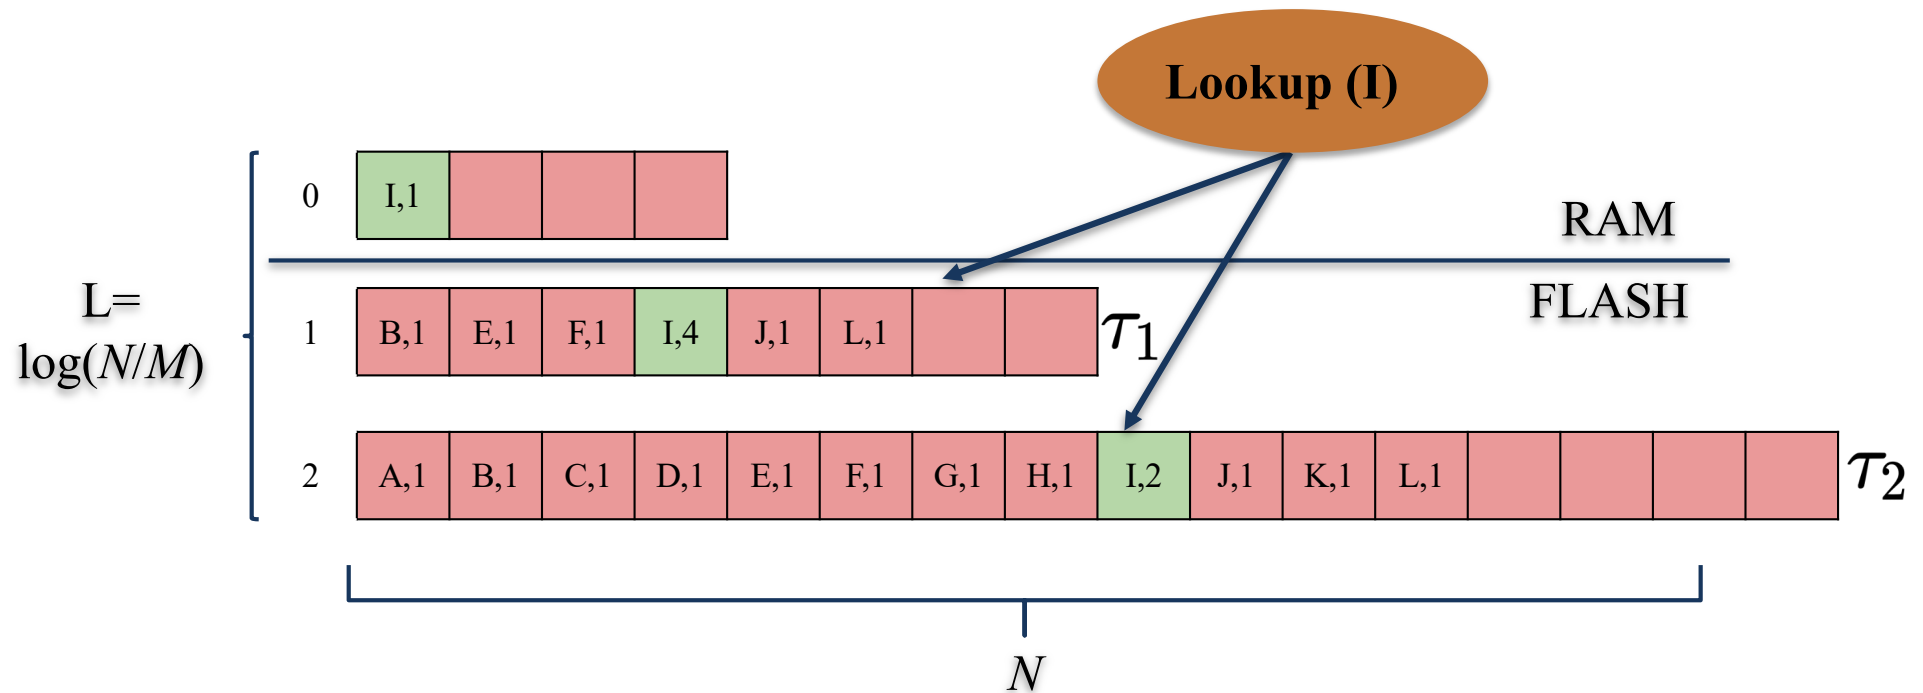 Lookup (I)
0 I,1
RAM
FLASH
L=
log(N/M)
1 B,1 E,1 F,1 I,4 J,1 L,1 τ1
2 A,1 B,1 C,1 D,1 E,1 F,1 G,1 H,1 I,2 J,1 K,1 L,1 τ2
N